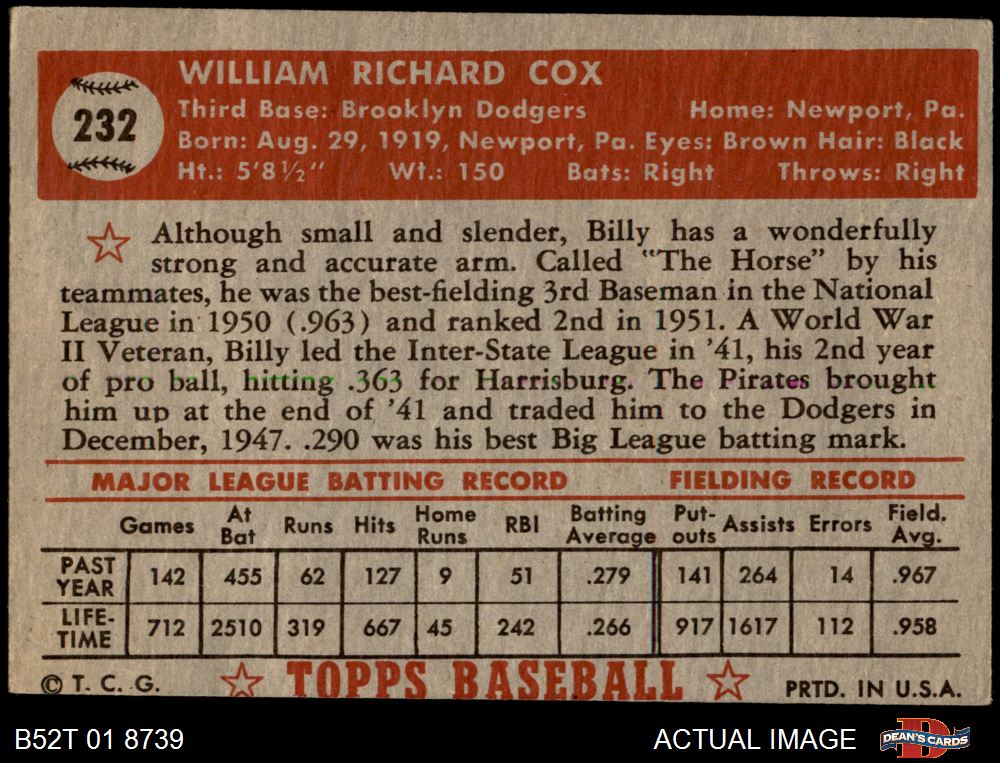 232
WILLIAM RICHARD COX
Third Base: Brooklyn Dodgers Home: Newport, Pa.
Born: Aug. 29, 1919, Newport, Pa. Eyes: Brown Hair: Black
Ht.: 5'8½" Wt.: 150 Bats: Right Throws: Right
Although small and slender, Billy has a wonderfully
strong and accurate arm. Called "The Horse" by his
teammates, he was the best-fielding 3rd Baseman in the National
League in 1950 (.963) and ranked 2nd in 1951. A World War
II Veteran, Billy led the Inter-State League in '41, his 2nd year
of pro ball, hitting .363 for Harrisburg. The Pirates brought
him up at the end of '41 and traded him to the Dodgers in
December, 1947. .290 was his best Big League batting mark.
MAJOR LEAGUE BATTING RECORD FIELDING RECORD
Games At Bat Runs Hits Home Runs RBI Batting Average Put-outs Assists Errors Field. Avg.
PAST YEAR 142 455 62 127 9 51 .279 141 264 14 .967
LIFE-TIME 712 2510 319 667 45 242 .266 917 1617 112 .958
© T. C. G. TOPPS BASEBALL PRTD. IN U.S.A.
B52T 01 8739 ACTUAL IMAGE D DEAN'S CARDS